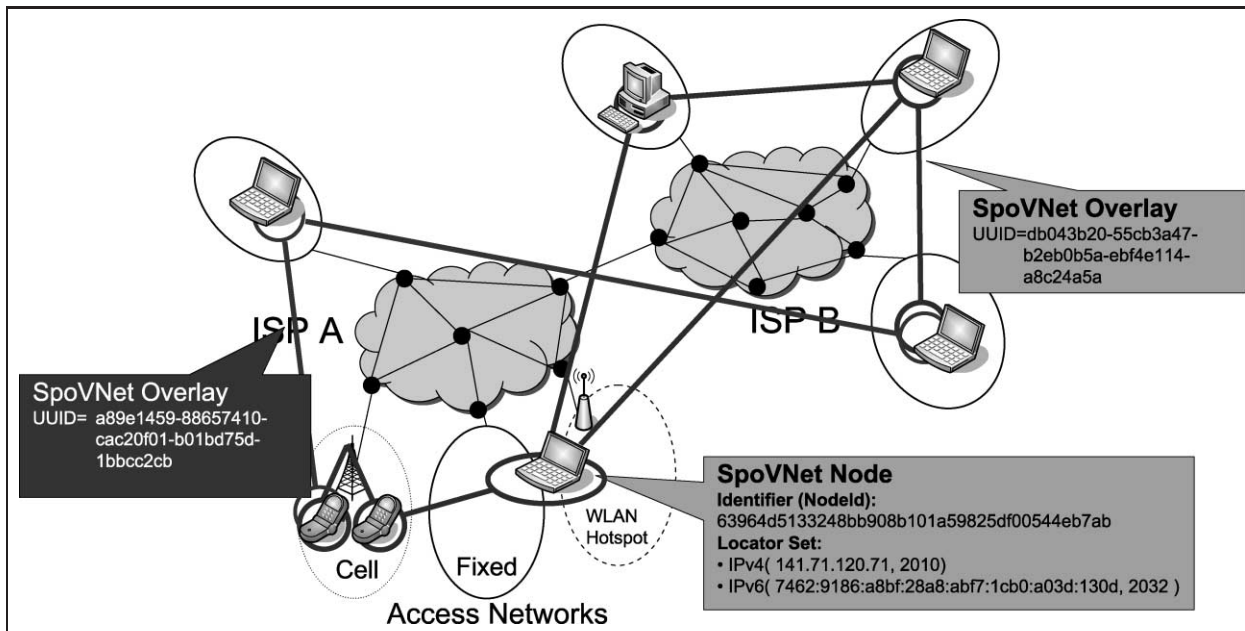 SpoVNet Overlay
UUID=db043b20-55cb3a47-
b2eb0b5a-ebf4e114-
a8c24a5a
ISP A
ISP B
SpoVNet Overlay
UUID= a89e1459-88657410-
cac20f01-b01bd75d-
1bbcc2cb
SpoVNet Node
Identifier (NodeId):
63964d5133248bb908b101a59825df00544eb7ab
Locator Set:
• IPv4( 141.71.120.71, 2010)
• IPv6( 7462:9186:a8bf:28a8:abf7:1cb0:a03d:130d, 2032 )
WLAN
Hotspot
Cell
Fixed
Access Networks